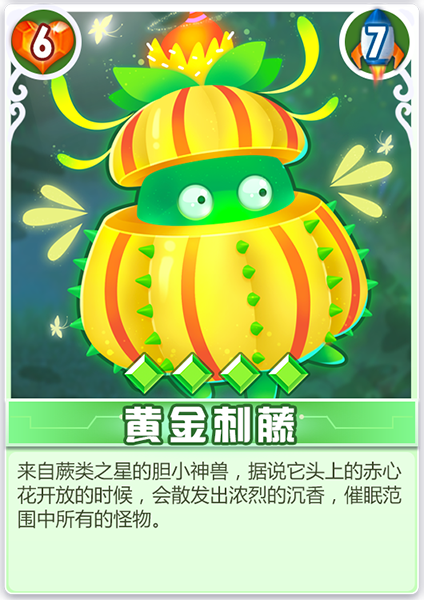 6
7
黄金刺藤
来自蕨类之星的胆小神兽，据说它头上的赤心
花开放的时候，会散发出浓烈的沉香，催眠范
围中所有的怪物。